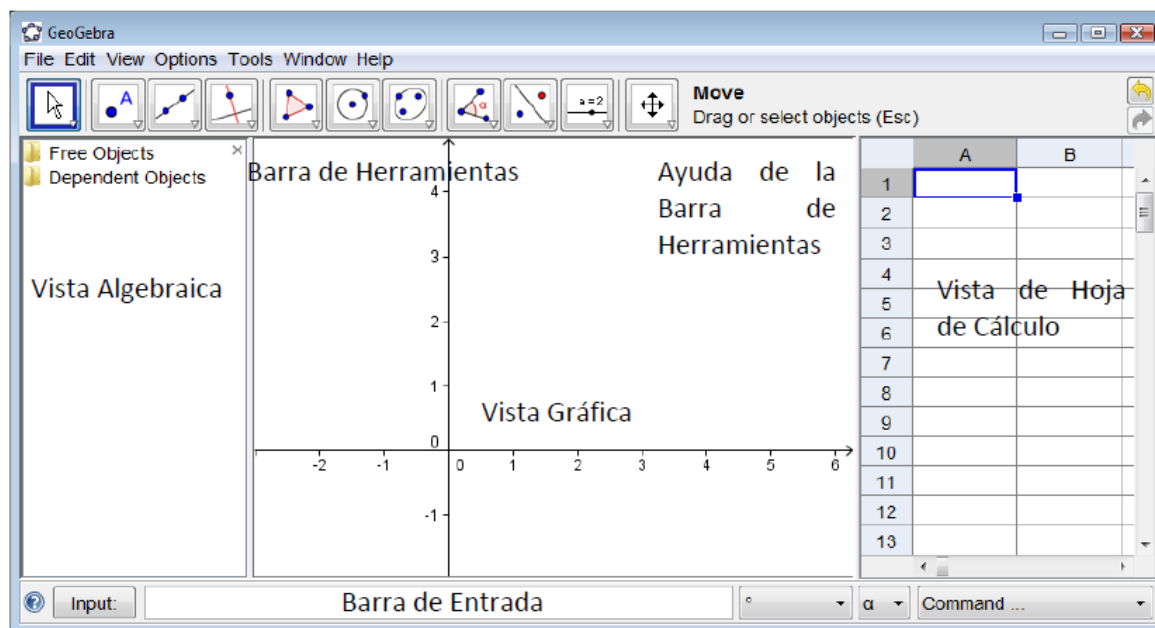 GeoGebra
File Edit View Options Tools Window Help
A
α
a=2
Move
Drag or select objects (Esc)
Free Objects
Dependent Objects
Barra de Herramientas
Ayuda de la
Barra de
Herramientas
Vista Algebraica
Vista Gráfica
4
3
2
1
0
-1
-2 -1 0 1 2 3 4 5 6
A B
1
2
3
4
5
6
7
8
9
10
11
12
13
Vista de Hoja
de Cálculo
Input: Barra de Entrada ° α Command ...